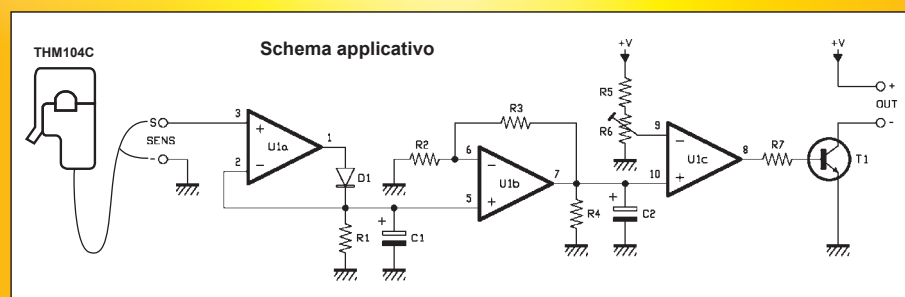 Schema applicativo
THM104C
S
SENS
-
3
+
2
-
U1a
1
D1
R1
+
C1
R2
R3
6
-
5
+
U1b
7
R4
+
C2
+V
R5
R6
9
-
10
+
U1c
8
R7
T1
+V
+
OUT
-